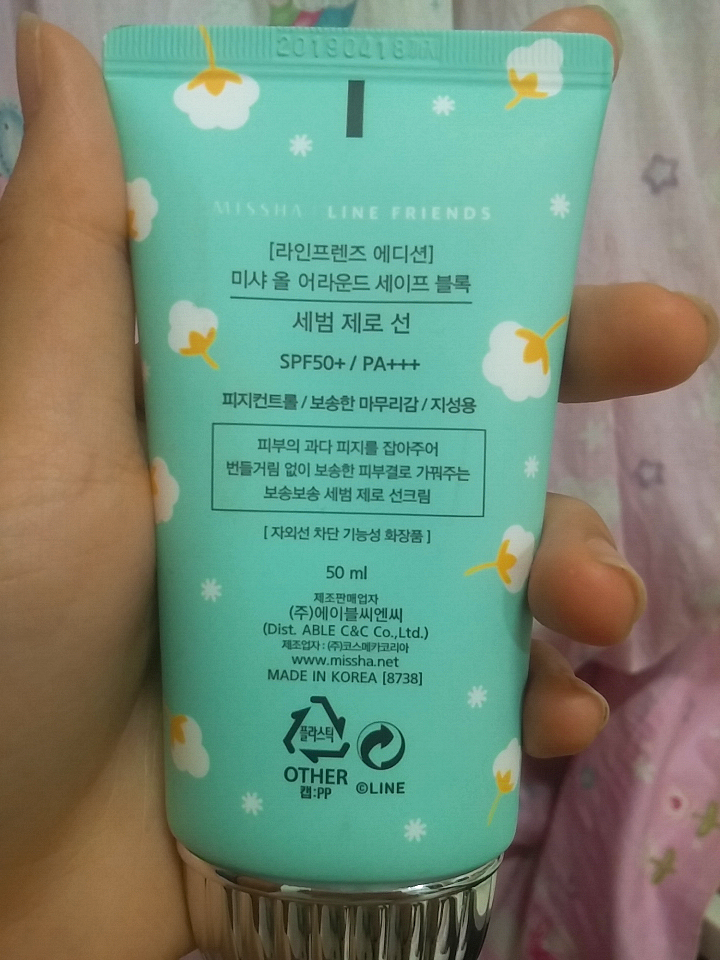 20190418
MISSHA LINE FRIENDS
[라인프렌즈 에디션]
미샤 올 어라운드 세이프 블록
세범 제로 선
SPF50+ / PA+++
피지컨트롤 / 보송한 마무리감 / 지성용
피부의 과다 피지를 잡아주어
번들거림 없이 보송한 피부결로 가꿔주는
보송보송 세범 제로 선크림
[ 자외선 차단 기능성 화장품 ]
50 ml
제조판매업자
(주)에이블씨엔씨
(Dist. ABLE C&C Co.,Ltd.)
제조업자 : (주)코스메카코리아
www.missha.net
MADE IN KOREA [8738]
플라스틱
OTHER
캡:PP
©LINE